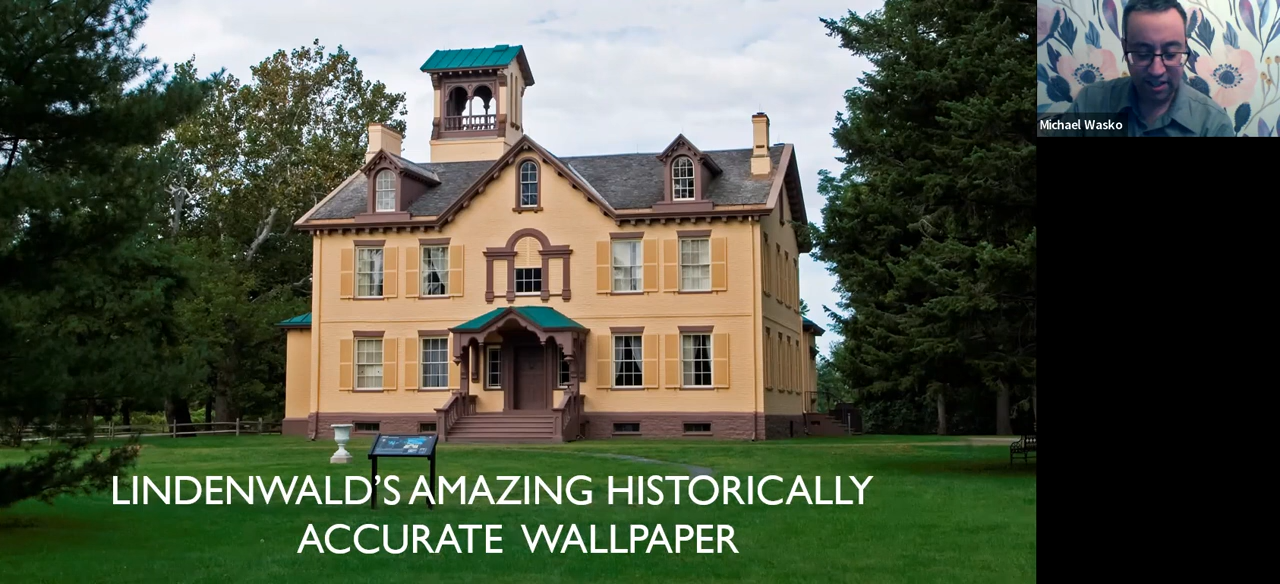 Michael Wasko
LINDENWALD'S AMAZING HISTORICALLY
ACCURATE WALLPAPER